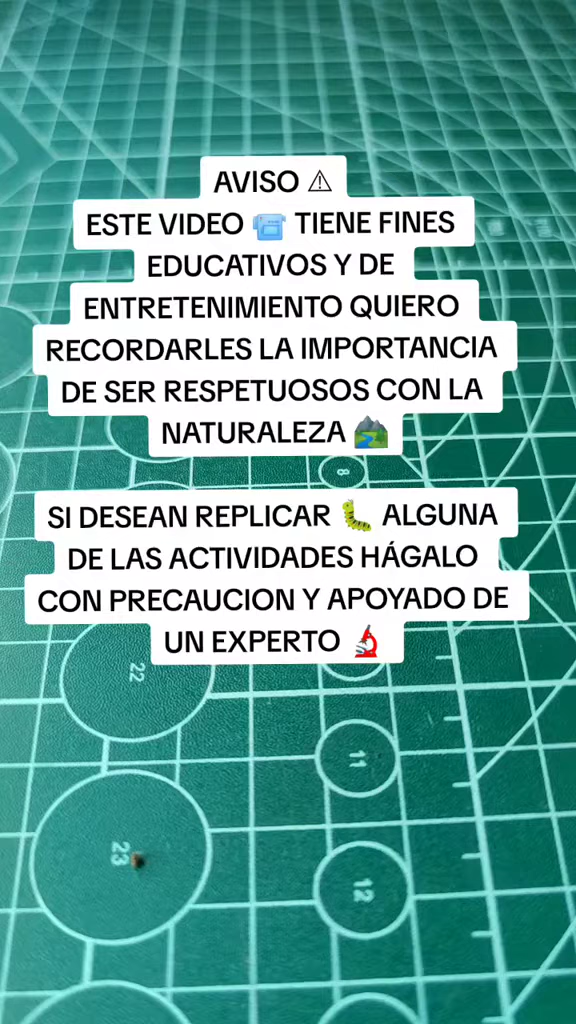 AVISO ⚠
ESTE VIDEO 📹 TIENE FINES
EDUCATIVOS Y DE
ENTRETENIMIENTO QUIERO
RECORDARLES LA IMPORTANCIA
DE SER RESPETUOSOS CON LA
NATURALEZA 🏞️
8
SI DESEAN REPLICAR 🐛 ALGUNA
DE LAS ACTIVIDADES HÁGALO
CON PRECAUCION Y APOYADO DE
UN EXPERTO 🔬
22
11
23
12